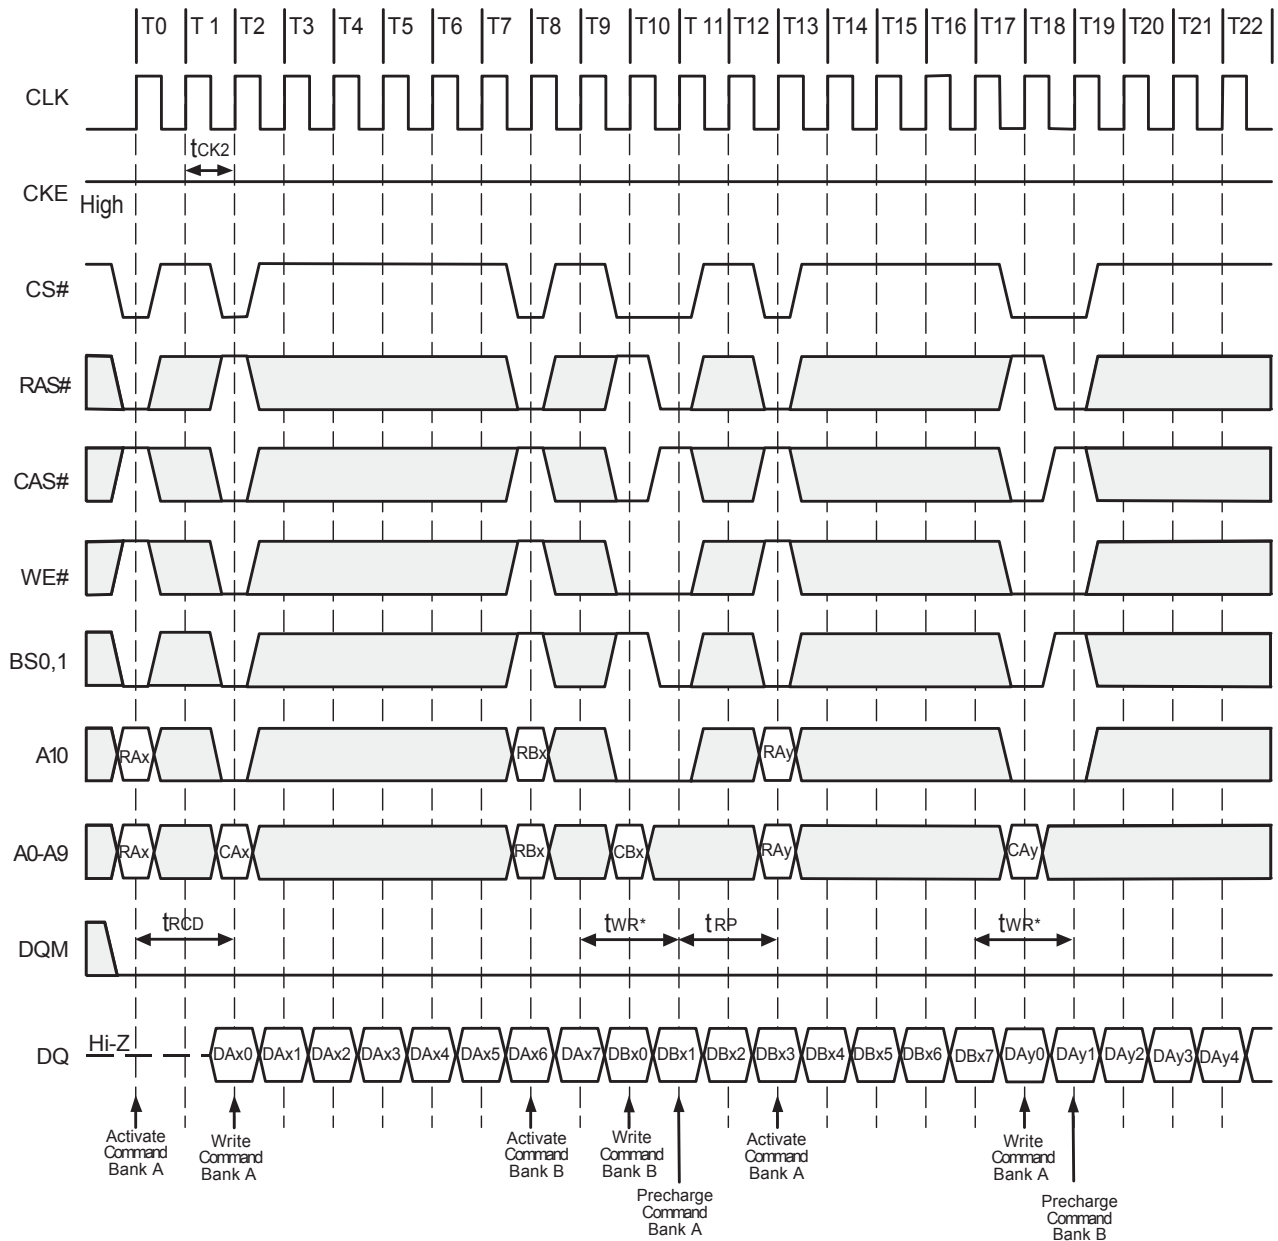 T0 T 1 T2 T3 T4 T5 T6 T7 T8 T9 T10 T 11 T12 T13 T14 T15 T16 T17 T18 T19 T20 T21 T22
CLK
tCK2
CKE
High
CS#
RAS#
CAS#
WE#
BS0,1
A10 RAx RBx RAy
A0-A9 RAx CAx RBx CBx RAy CAy
tRCD tWR* tRP tWR*
DQM
DQ Hi-Z DAx0 DAx1 DAx2 DAx3 DAx4 DAx5 DAx6 DAx7 DBx0 DBx1 DBx2 DBx3 DBx4 DBx5 DBx6 DBx7 DAy0 DAy1 DAy2 DAy3 DAy4
Activate
Command
Bank A
Write
Command
Bank A
Activate
Command
Bank B
Write
Command
Bank B
Precharge
Command
Bank A
Activate
Command
Bank A
Write
Command
Bank A
Precharge
Command
Bank B